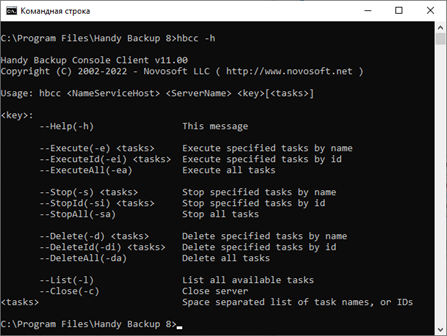 Командная строка
C:\Program Files\Handy Backup 8>hbcc -h
Handy Backup Console Client v11.00
Copyright (C) 2002-2022 - Novosoft LLC ( http://www.novosoft.net )
Usage: hbcc <NameServiceHost> <ServerName> <key>[<tasks>]
<key>:
--Help(-h) This message
--Execute(-e) <tasks> Execute specified tasks by name
--ExecuteId(-ei) <tasks> Execute specified tasks by id
--ExecuteAll(-ea) Execute all tasks
--Stop(-s) <tasks> Stop specified tasks by name
--StopId(-si) <tasks> Stop specified tasks by id
--StopAll(-sa) Stop all tasks
--Delete(-d) <tasks> Delete specified tasks by name
--DeleteId(-di) <tasks> Delete specified tasks by id
--DeleteAll(-da) Delete all tasks
--List(-l) List all available tasks
--Close(-c) Close server
<tasks> Space separated list of task names, or IDs
C:\Program Files\Handy Backup 8>